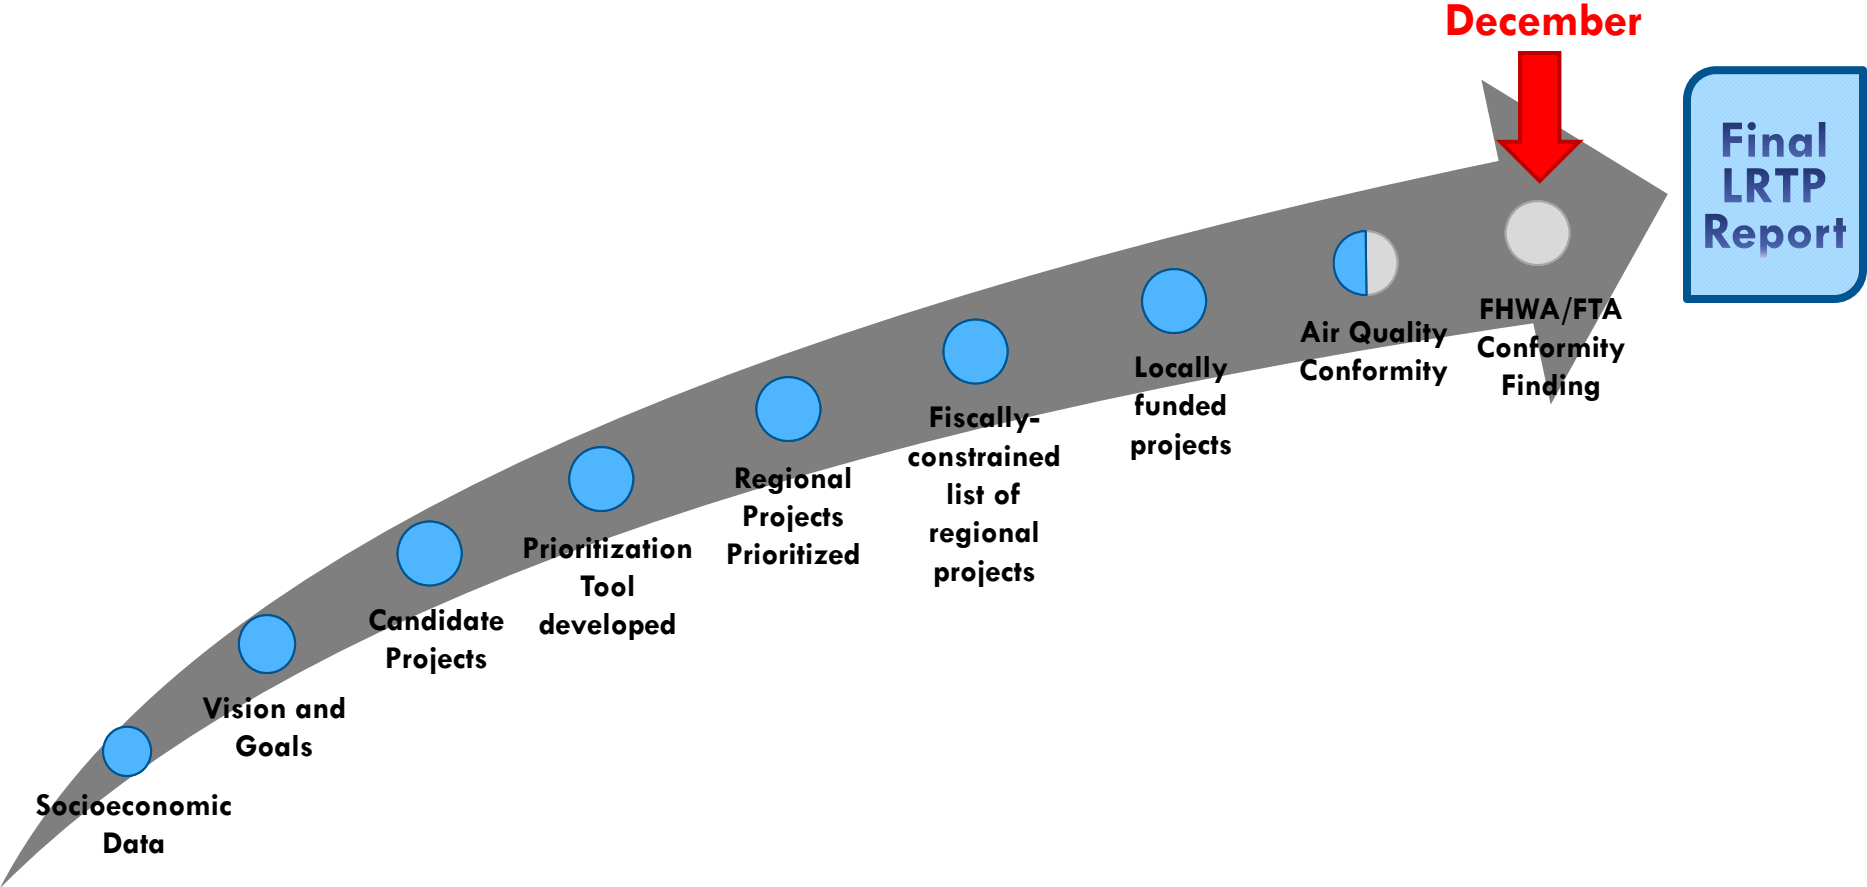 December
Final
LRTP
Report
FHWA/FTA
Conformity
Finding
Air Quality
Conformity
Locally
funded
projects
Fiscally-
constrained
list of
regional
projects
Regional
Projects
Prioritized
Prioritization
Tool
developed
Candidate
Projects
Vision and
Goals
Socioeconomic
Data